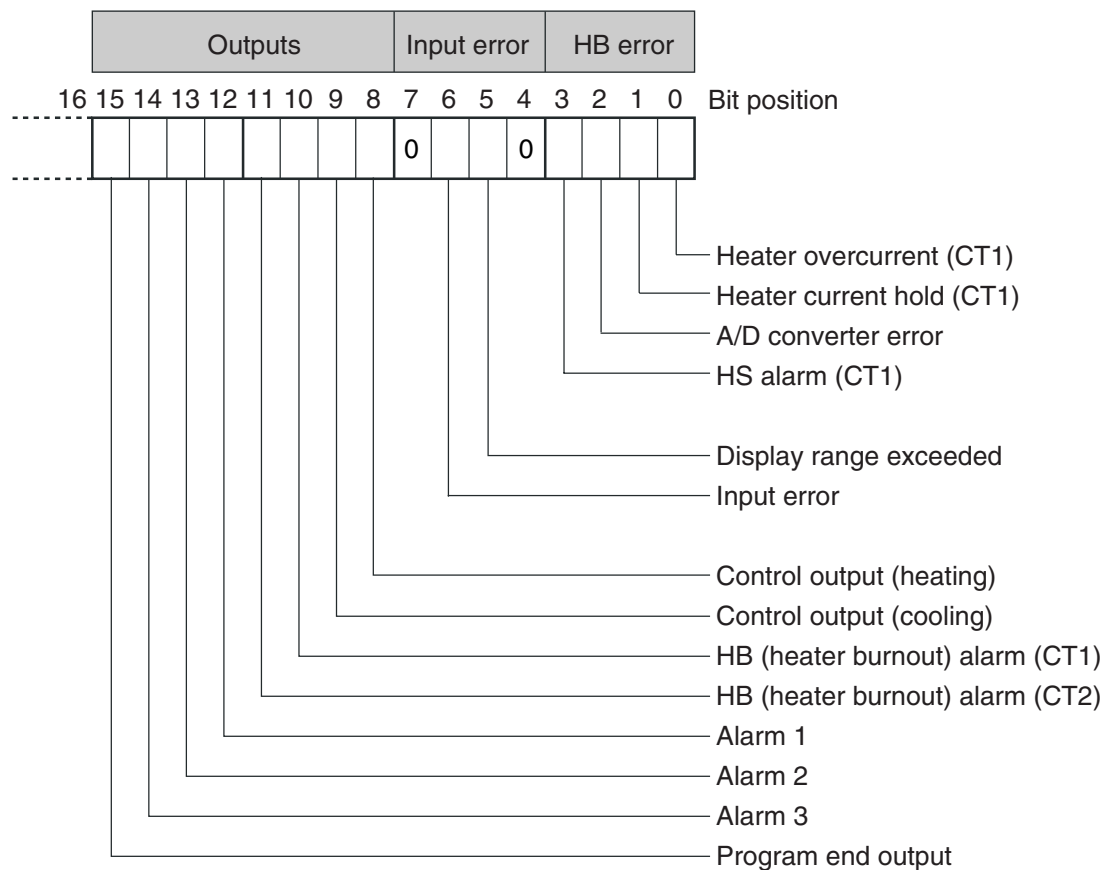 Outputs Input error HB error
16 15 14 13 12 11 10 9 8 7 6 5 4 3 2 1 0 Bit position
0 0
Heater overcurrent (CT1)
Heater current hold (CT1)
A/D converter error
HS alarm (CT1)
Display range exceeded
Input error
Control output (heating)
Control output (cooling)
HB (heater burnout) alarm (CT1)
HB (heater burnout) alarm (CT2)
Alarm 1
Alarm 2
Alarm 3
Program end output